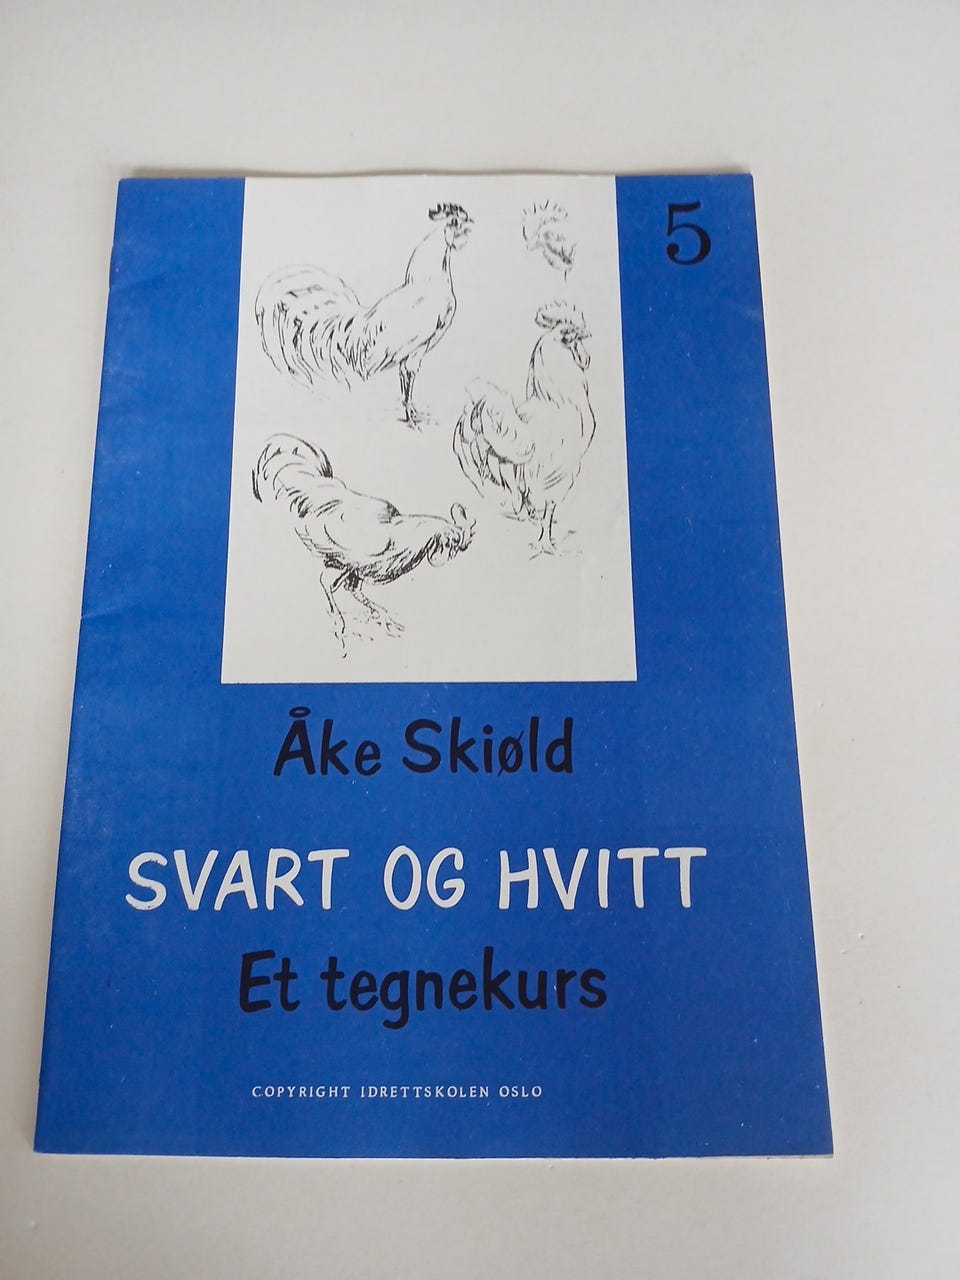 5
Åke Skiøld
SVART OG HVITT
Et tegnekurs
COPYRIGHT IDRETTSKOLEN OSLO